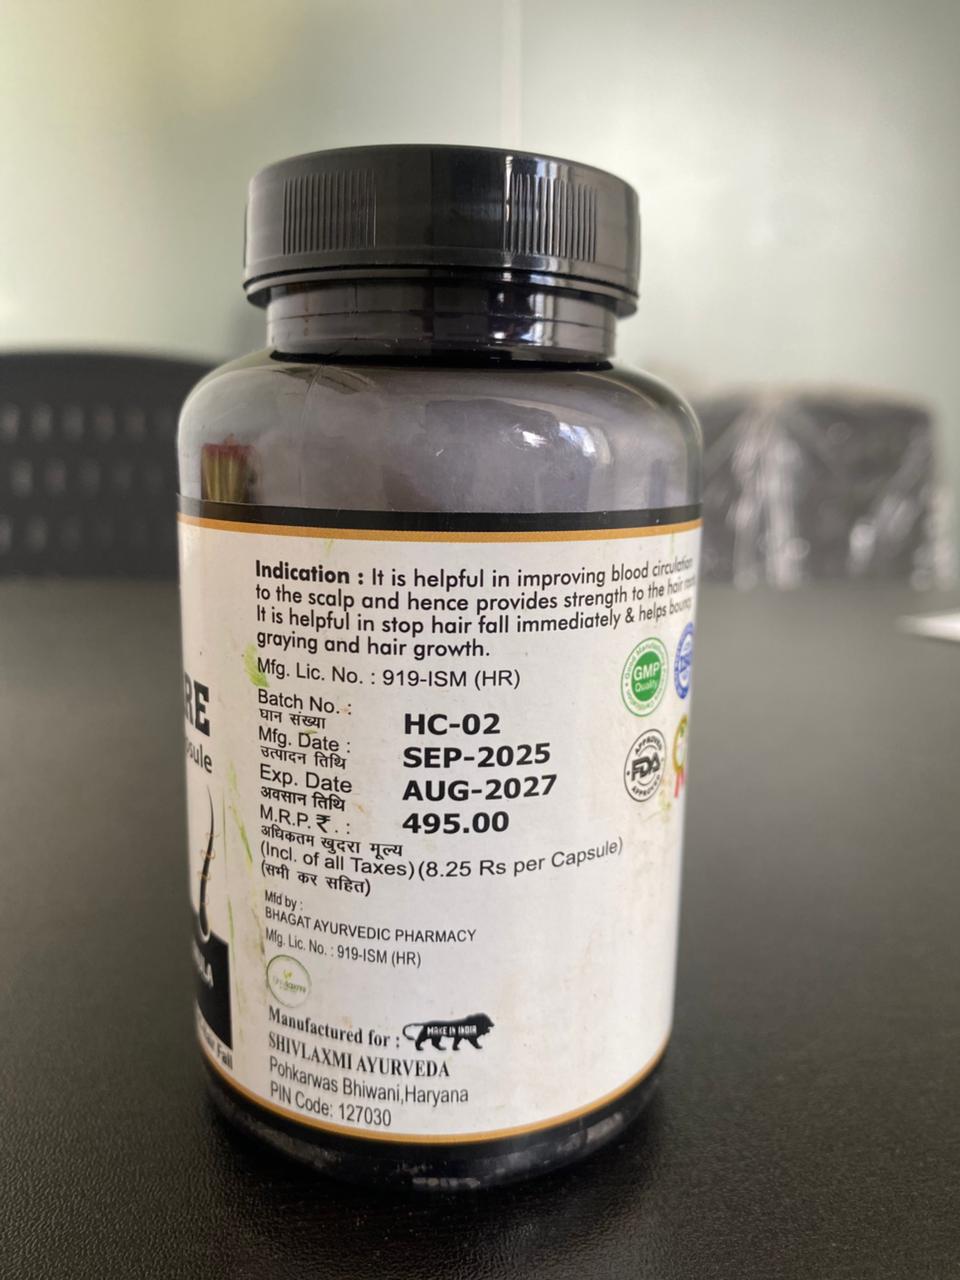 Indication : It is helpful in improving blood circulation
to the scalp and hence provides strength to the hair
It is helpful in stop hair fall immediately & helps
graying and hair growth.
Mfg. Lic. No. : 919-ISM (HR)
Batch No. : HC-02
घान संख्या
Mfg. Date : SEP-2025
उत्पादन तिथि
Exp. Date AUG-2027
अवसान तिथि
M.R.P. ₹. : 495.00
अधिकतम खुदरा मूल्य
(Incl. of all Taxes) (8.25 Rs per Capsule)
(सभी कर सहित)
Mfd by :
BHAGAT AYURVEDIC PHARMACY
Mfg. Lic. No. : 919-ISM (HR)
Manufactured for :
MAKE IN INDIA
SHIVLAXMI AYURVEDA
Pohkarwas Bhiwani,Haryana
PIN Code: 127030
GMP
Quality
APPROVED
FDA
APPROVED
RE
sule
Fall